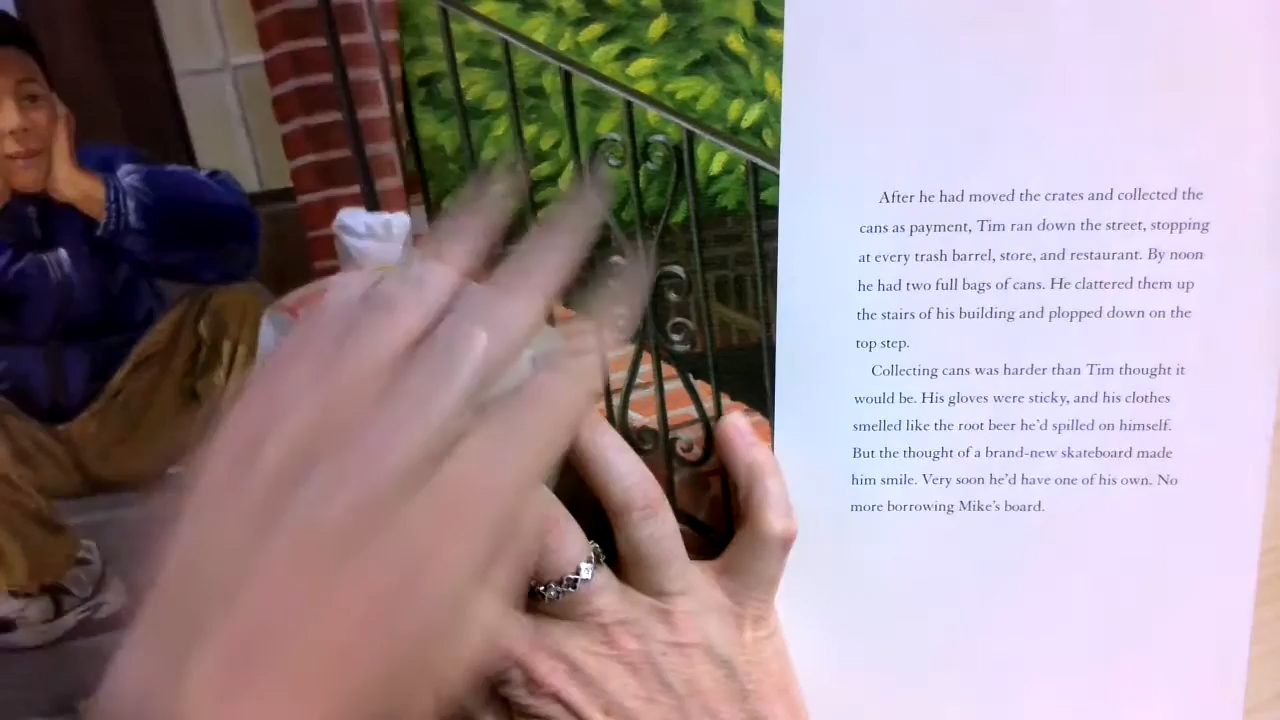 After he had moved the crates and collected the
cans as payment, Tim ran down the street, stopping
at every trash barrel, store, and restaurant. By noon
he had two full bags of cans. He clattered them up
the stairs of his building and plopped down on the
top step.
Collecting cans was harder than Tim thought it
would be. His gloves were sticky, and his clothes
smelled like the root beer he'd spilled on himself.
But the thought of a brand-new skateboard made
him smile. Very soon he'd have one of his own. No
more borrowing Mike's board.